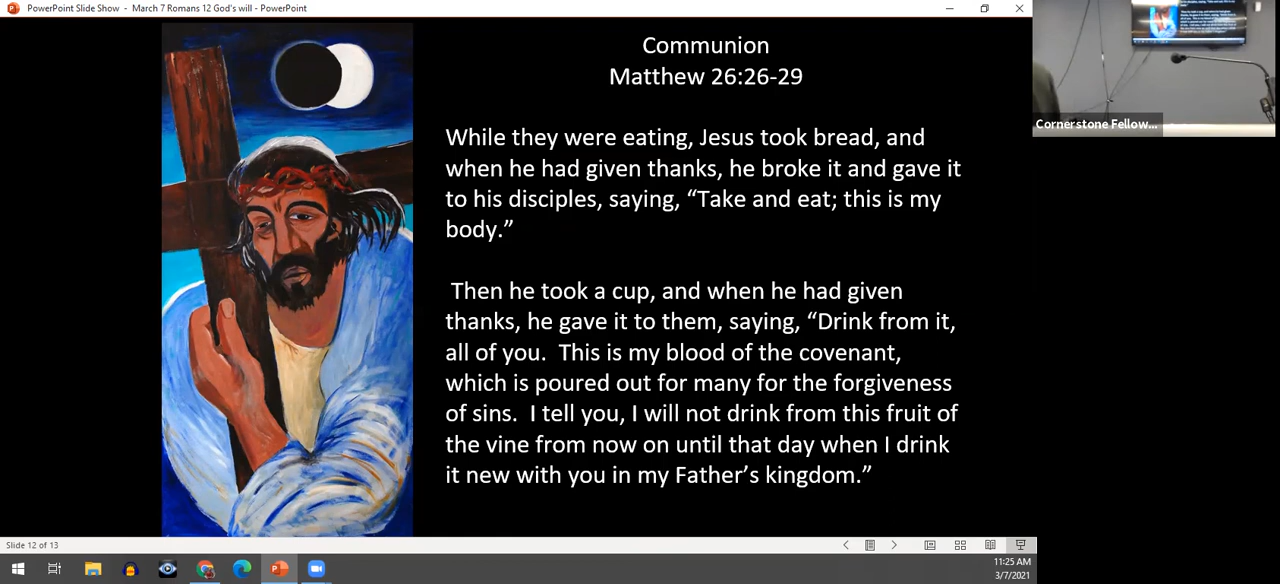 PowerPoint Slide Show - March 7 Romans 12 God's will - PowerPoint
Communion
Matthew 26:26-29
While they were eating, Jesus took bread, and
when he had given thanks, he broke it and gave it
to his disciples, saying, “Take and eat; this is my
body.”
Then he took a cup, and when he had given
thanks, he gave it to them, saying, “Drink from it,
all of you.  This is my blood of the covenant,
which is poured out for many for the forgiveness
of sins.  I tell you, I will not drink from this fruit of
the vine from now on until that day when I drink
it new with you in my Father’s kingdom.”
Cornerstone Fellow...
Slide 12 of 13
11:25 AM
3/7/2021